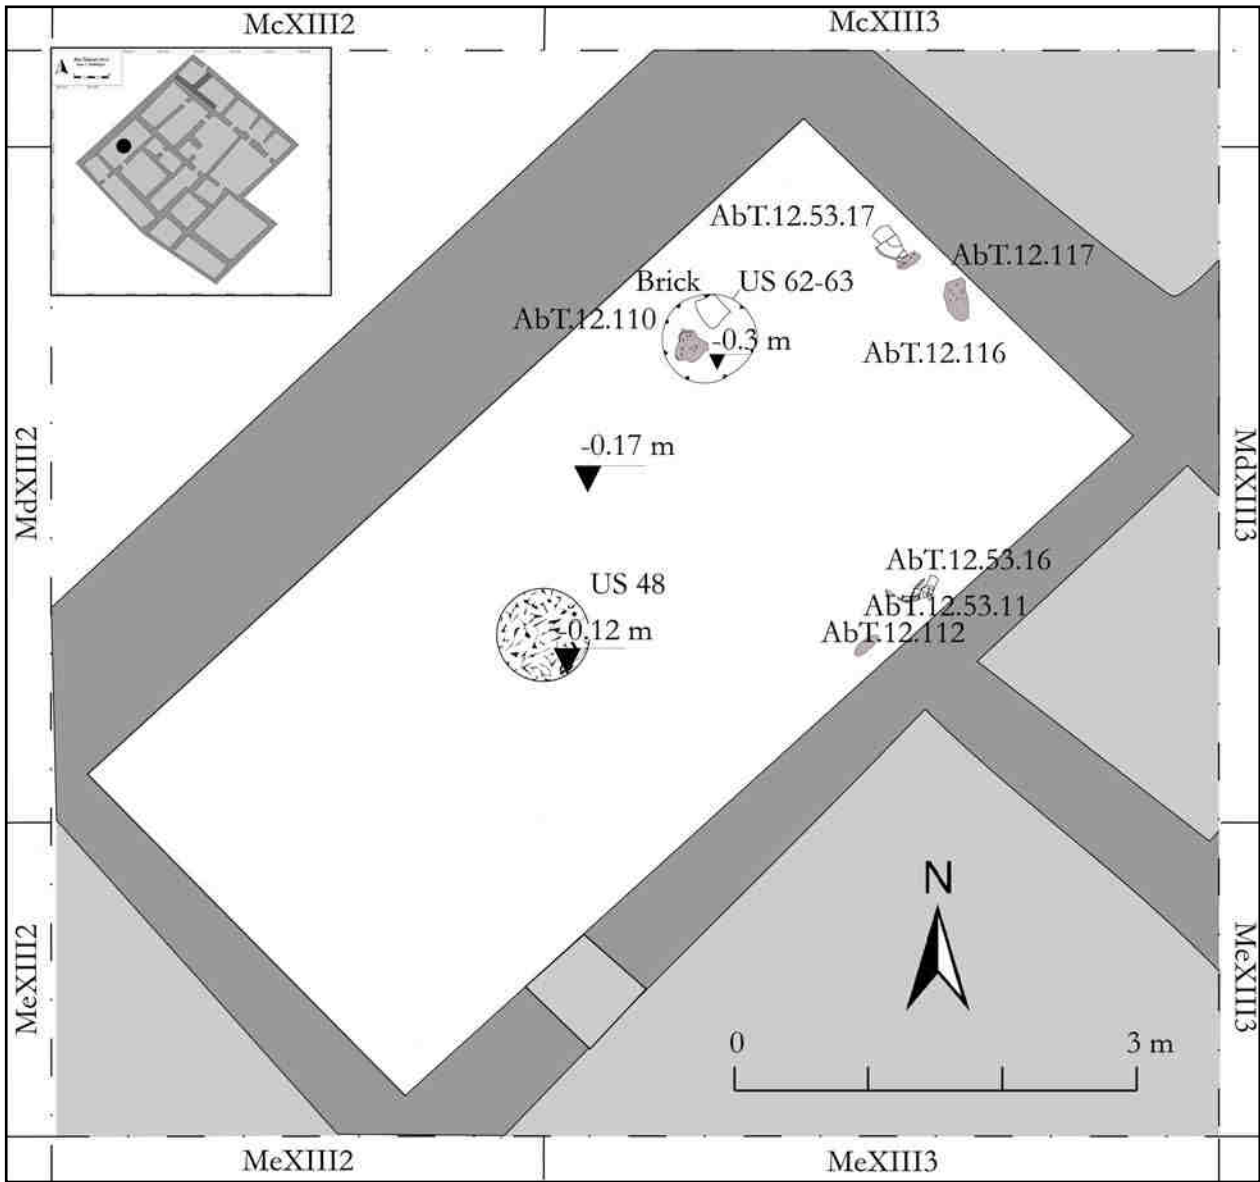 McXIII2
McXIII3
AbT.12.53.17
AbT.12.117
Brick
US 62-63
AbT.12.110
-0.3 m
AbT.12.116
-0.17 m
MdXIII2
MdXIII3
AbT.12.53.16
US 48
AbT.12.53.11
-0.12 m
AbT.12.112
N
MeXIII2
MeXIII3
0
3 m
MeXIII2
MeXIII3